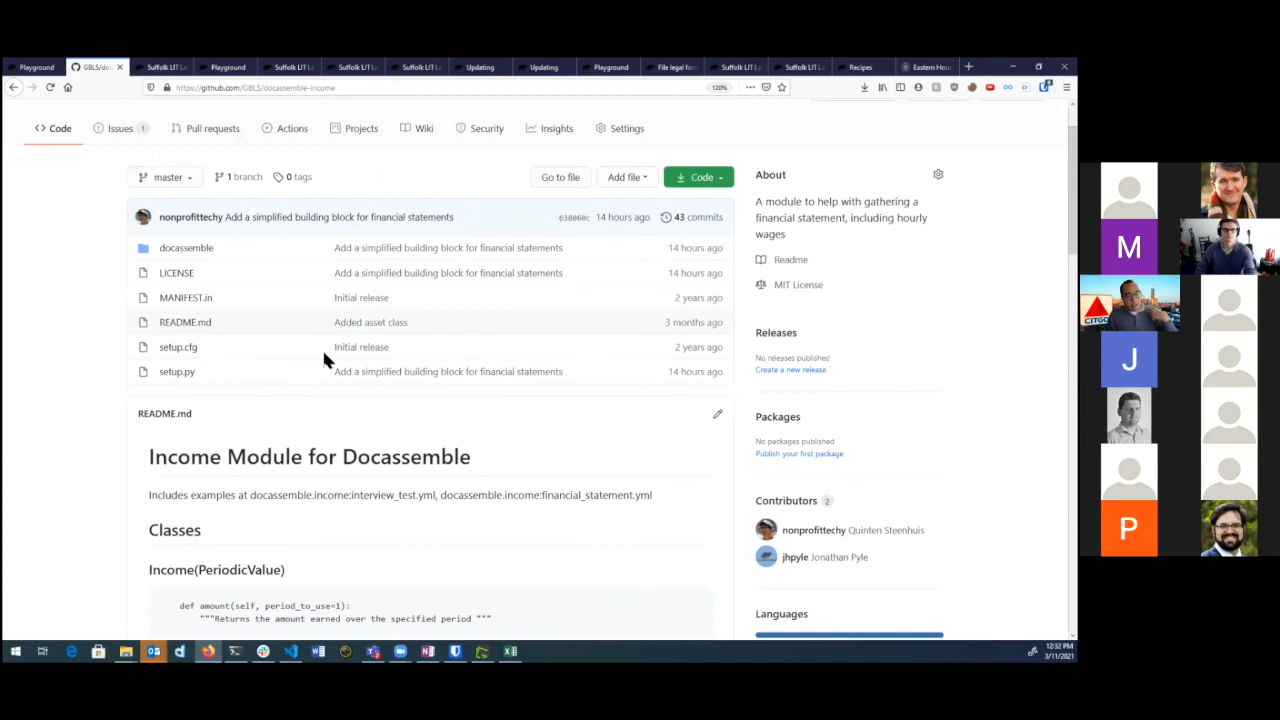 Playground
GBLS/doc
Suffolk LIT La
Playground
Suffolk LIT La
Suffolk LIT La
Suffolk LIT La
Updating
Updating
Playground
File legal for
Suffolk LIT La
Suffolk LIT La
Recipes
Eastern Hou
https://github.com/GBLS/docassemble-income
120%
Code
Issues 1
Pull requests
Actions
Projects
Wiki
Security
Insights
Settings
master
1 branch
0 tags
Go to file
Add file
Code
nonprofittechy Add a simplified building block for financial statements
638060c 14 hours ago
43 commits
docassemble Add a simplified building block for financial statements 14 hours ago
LICENSE Add a simplified building block for financial statements 14 hours ago
MANIFEST.in Initial release 2 years ago
README.md Added asset class 3 months ago
setup.cfg Initial release 2 years ago
setup.py Add a simplified building block for financial statements 14 hours ago
README.md
Income Module for Docassemble
Includes examples at docassemble.income:interview_test.yml, docassemble.income:financial_statement.yml
Classes
Income(PeriodicValue)
def amount(self, period_to_use=1):
"""Returns the amount earned over the specified period """
About
A module to help with gathering a
financial statement, including hourly
wages
Readme
MIT License
Releases
No releases published
Create a new release
Packages
No packages published
Publish your first package
Contributors 2
nonprofittechy Quinten Steenhuis
jhpyle Jonathan Pyle
Languages
12:32 PM
3/11/2021
M
CITGO
J
P